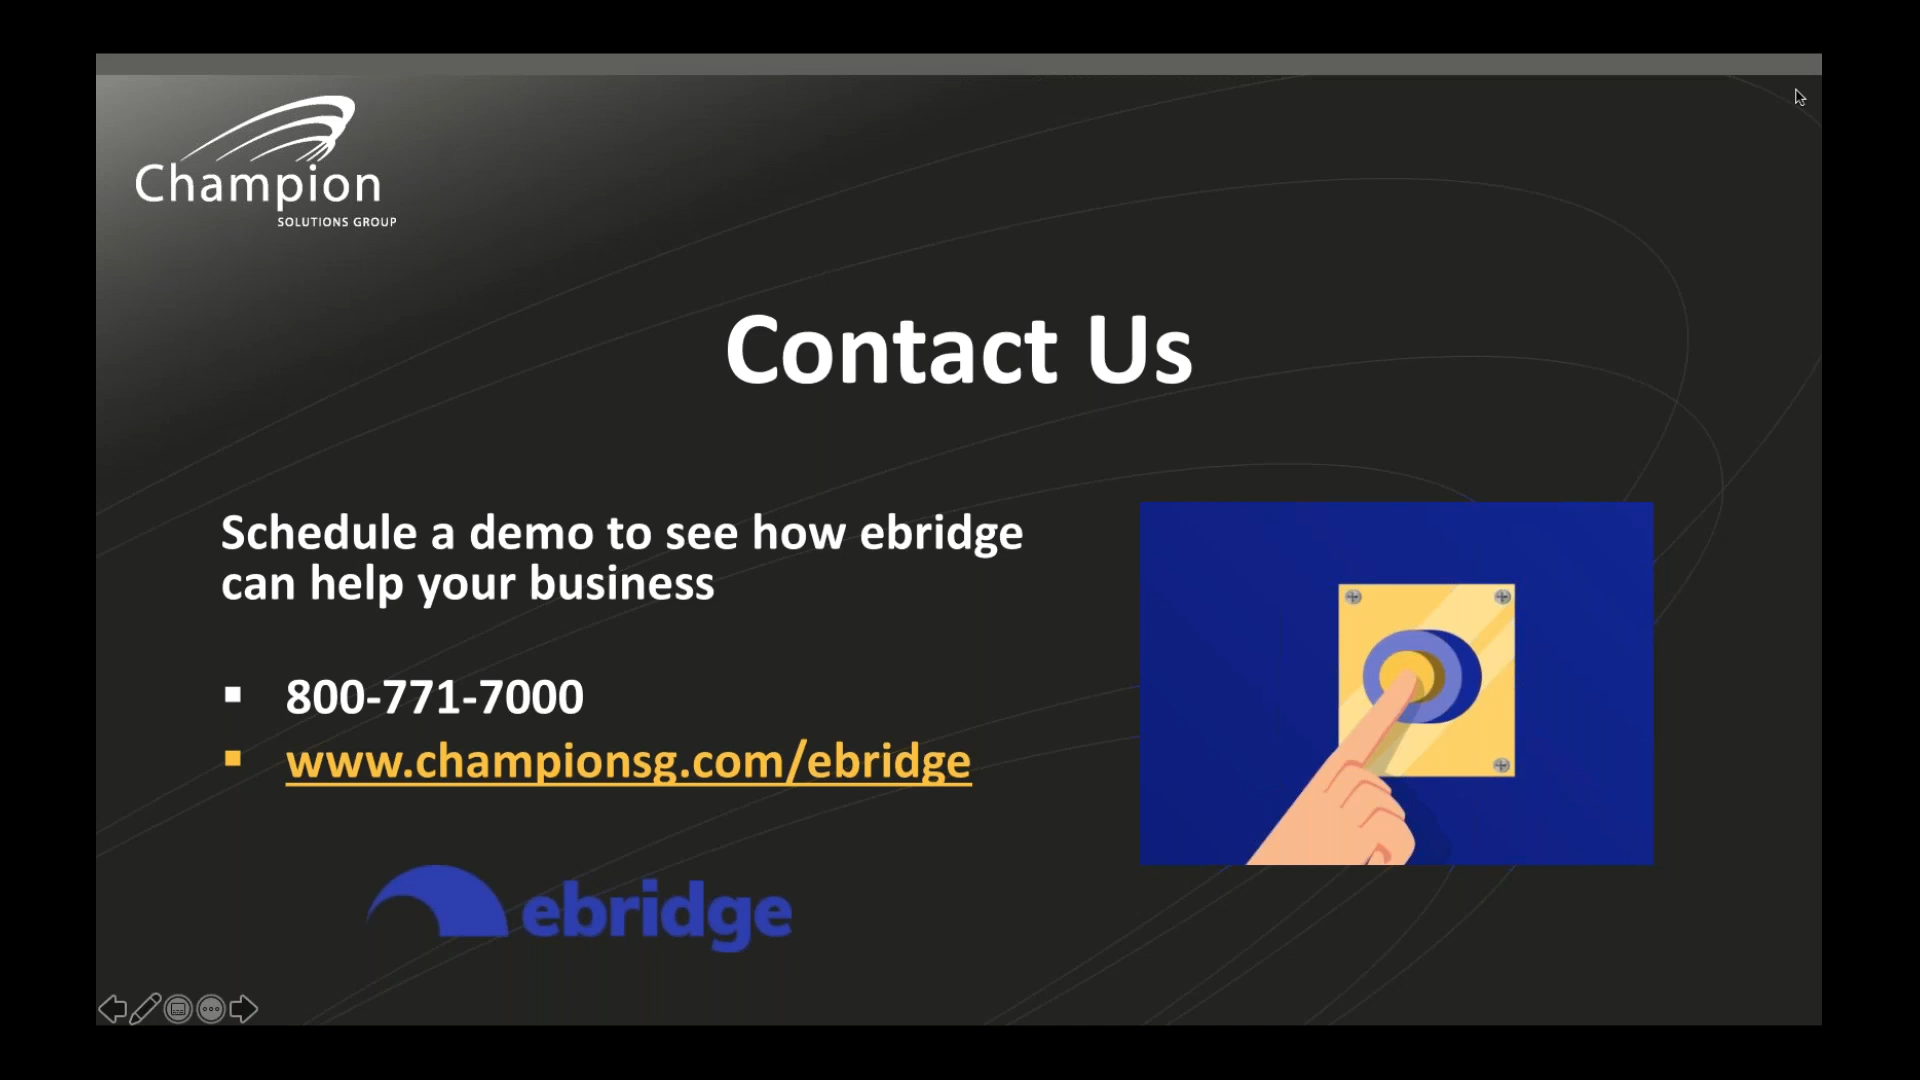 Champion
SOLUTIONS GROUP
Contact Us
Schedule a demo to see how ebridge
can help your business
▪ 800-771-7000
▪ www.championsg.com/ebridge
ebridge